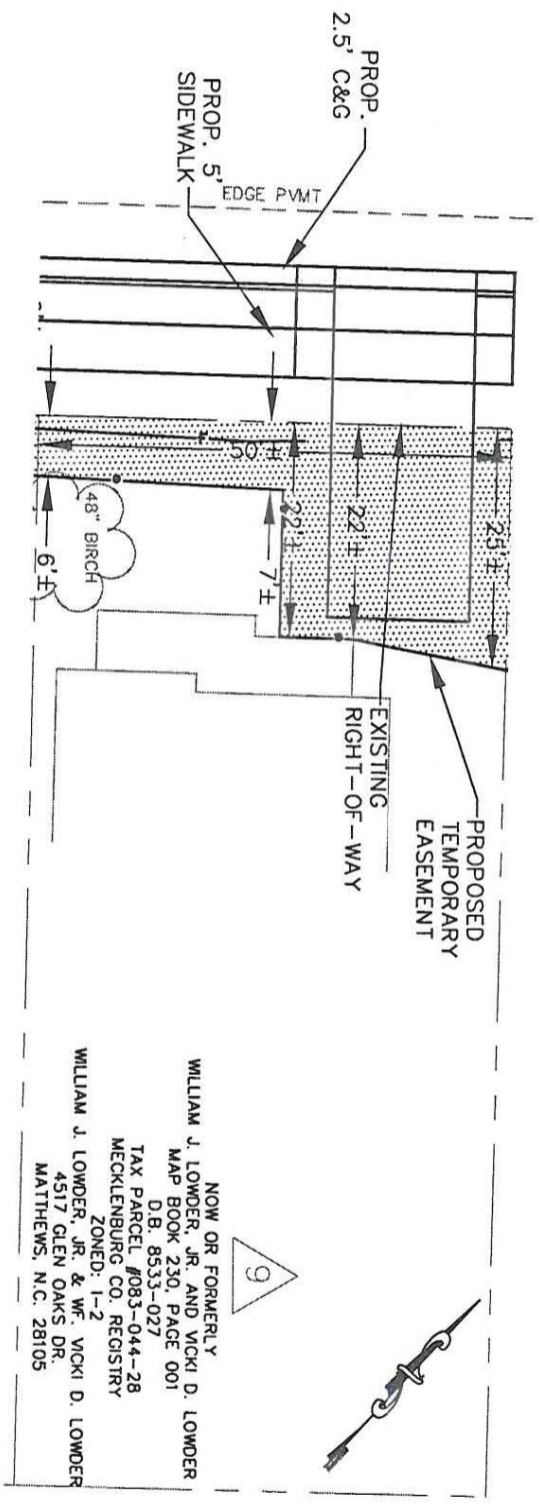 PROP.
2.5' C&G
PROP. 5'
SIDEWALK
EDGE PVMT
25'±
22'±
22'±
50'±
7'±
6'±
48" BIRCH
PROPOSED
TEMPORARY
EASEMENT
EXISTING
RIGHT-OF-WAY
9
NOW OR FORMERLY
WILLIAM J. LOWDER, JR. AND VICKI D. LOWDER
MAP BOOK 230, PAGE 001
D.B. 8533-027
TAX PARCEL #083-044-28
MECKLENBURG CO. REGISTRY
ZONED: I-2
WILLIAM J. LOWDER, JR. & WF. VICKI D. LOWDER
4517 GLEN OAKS DR.
MATTHEWS, N.C. 28105